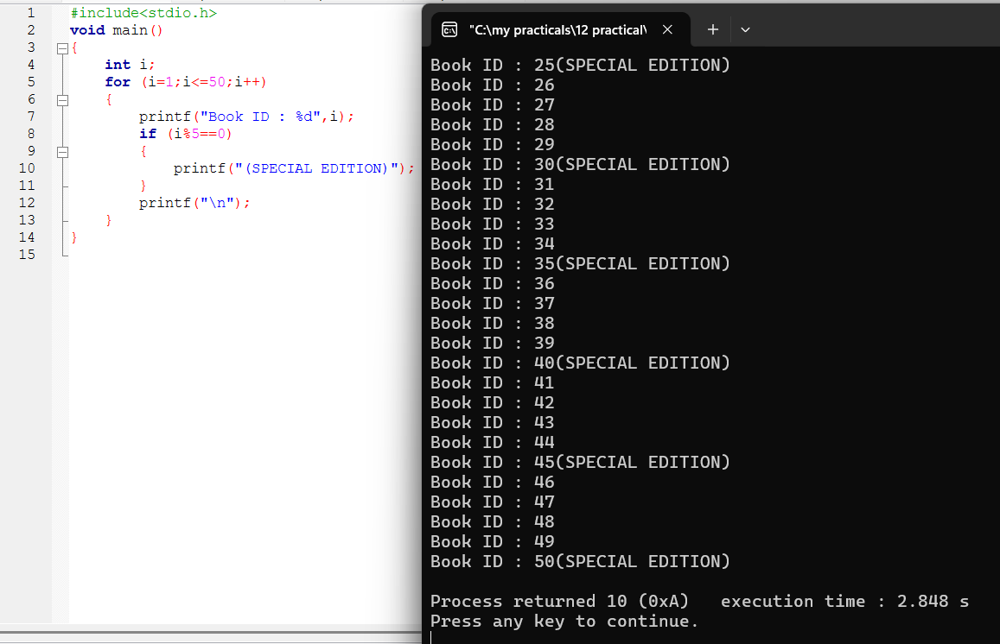 1 #include<stdio.h>
2 void main()
3 {
4 int i;
5 for (i=1;i<=50;i++)
6 {
7 printf("Book ID : %d",i);
8 if (i%5==0)
9 {
10 printf("(SPECIAL EDITION)");
11 }
12 printf("\n");
13 }
14 }
15
"C:\my practicals\12 practical\
Book ID : 25(SPECIAL EDITION)
Book ID : 26
Book ID : 27
Book ID : 28
Book ID : 29
Book ID : 30(SPECIAL EDITION)
Book ID : 31
Book ID : 32
Book ID : 33
Book ID : 34
Book ID : 35(SPECIAL EDITION)
Book ID : 36
Book ID : 37
Book ID : 38
Book ID : 39
Book ID : 40(SPECIAL EDITION)
Book ID : 41
Book ID : 42
Book ID : 43
Book ID : 44
Book ID : 45(SPECIAL EDITION)
Book ID : 46
Book ID : 47
Book ID : 48
Book ID : 49
Book ID : 50(SPECIAL EDITION)
Process returned 10 (0xA)   execution time : 2.848 s
Press any key to continue.